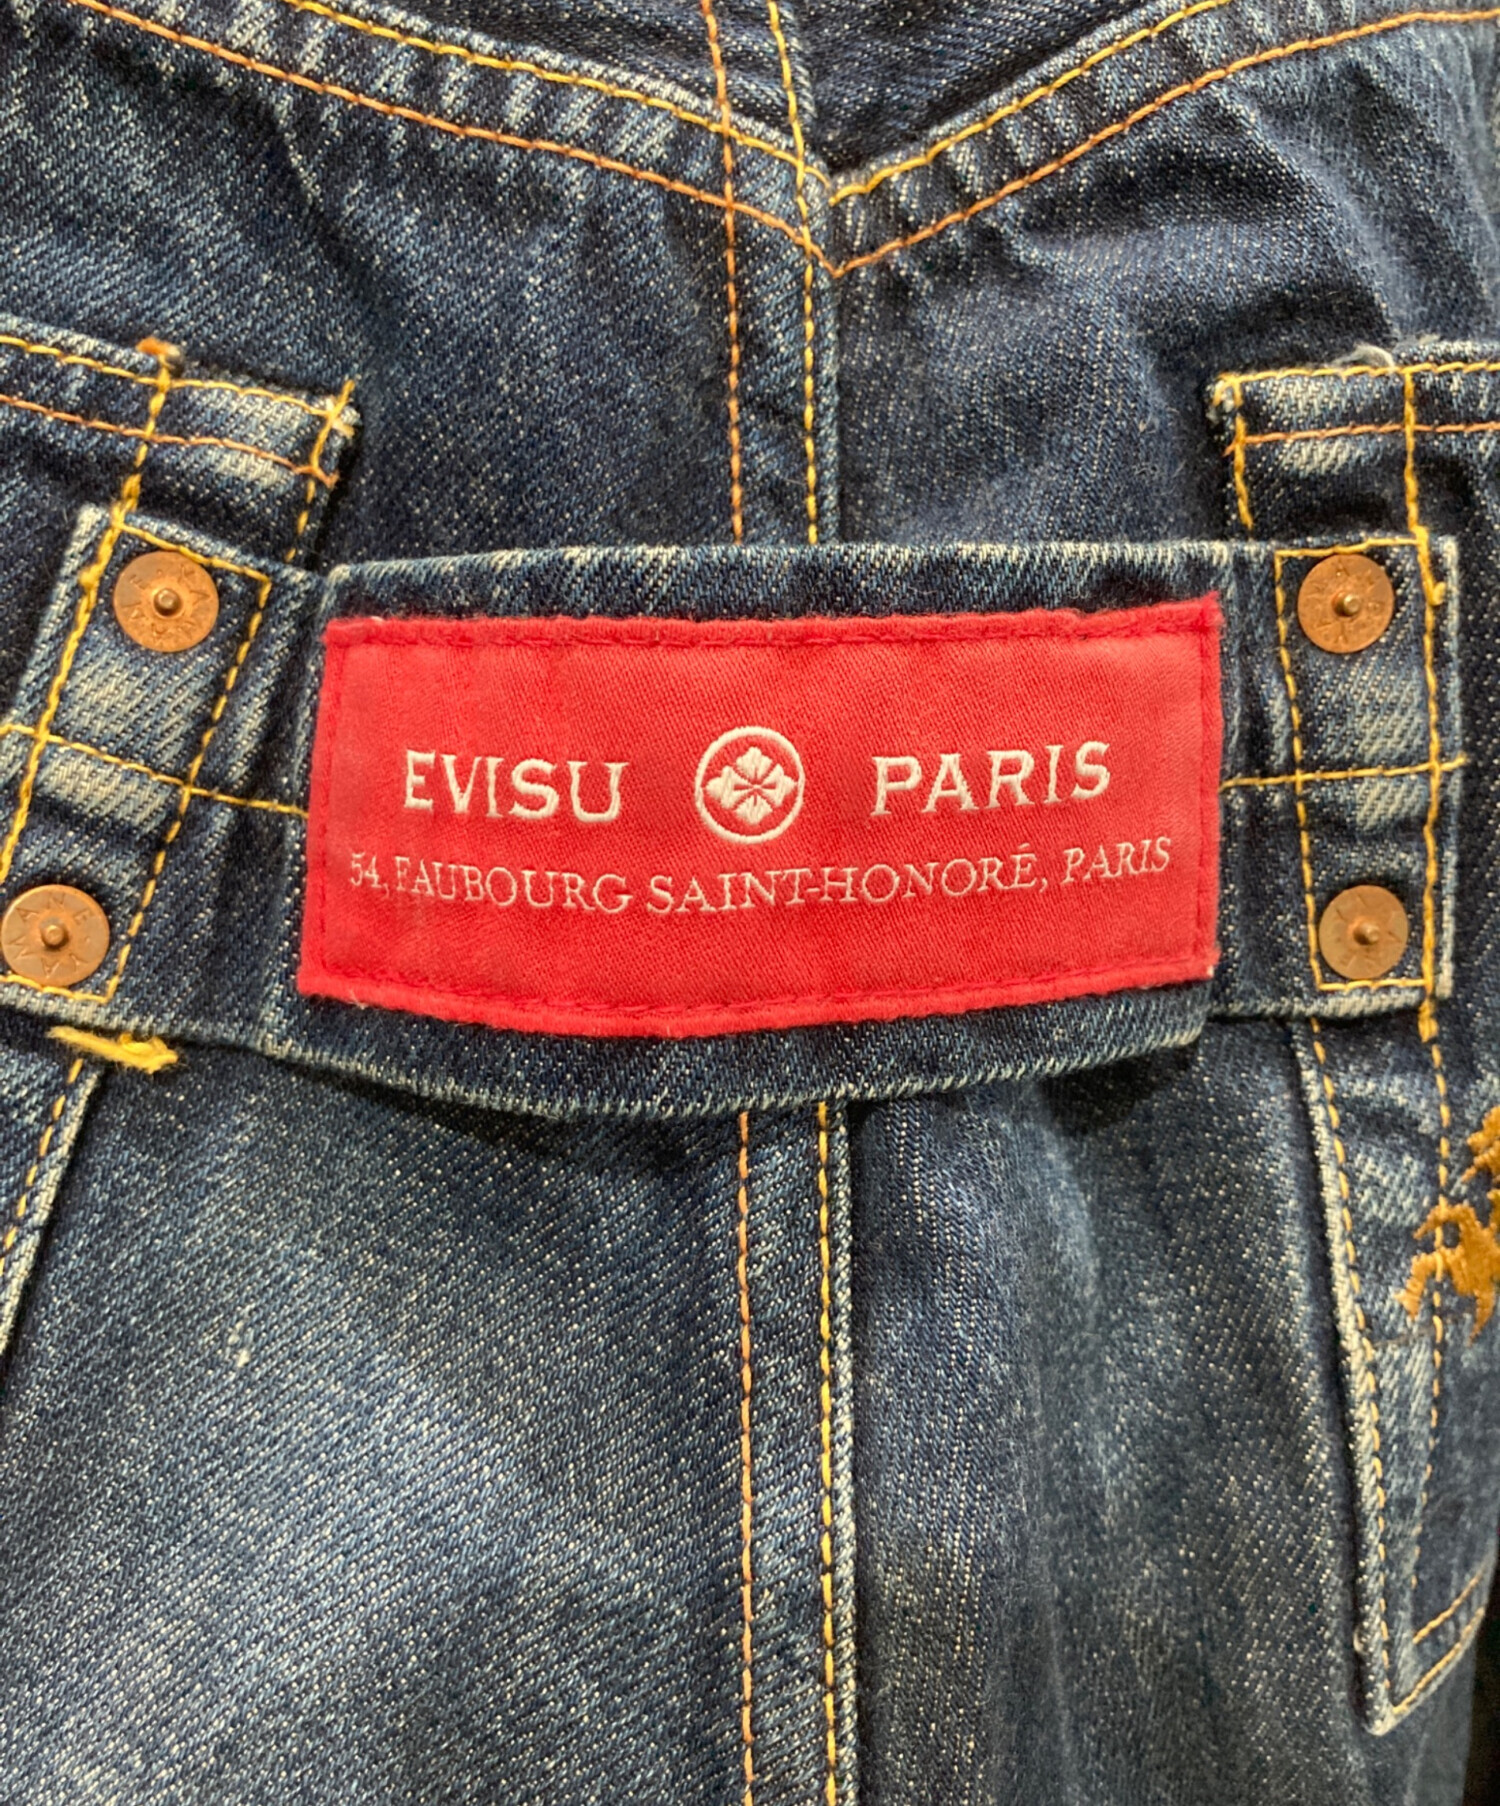 EVISU PARIS
54, FAUBOURG SAINT-HONORÉ, PARIS